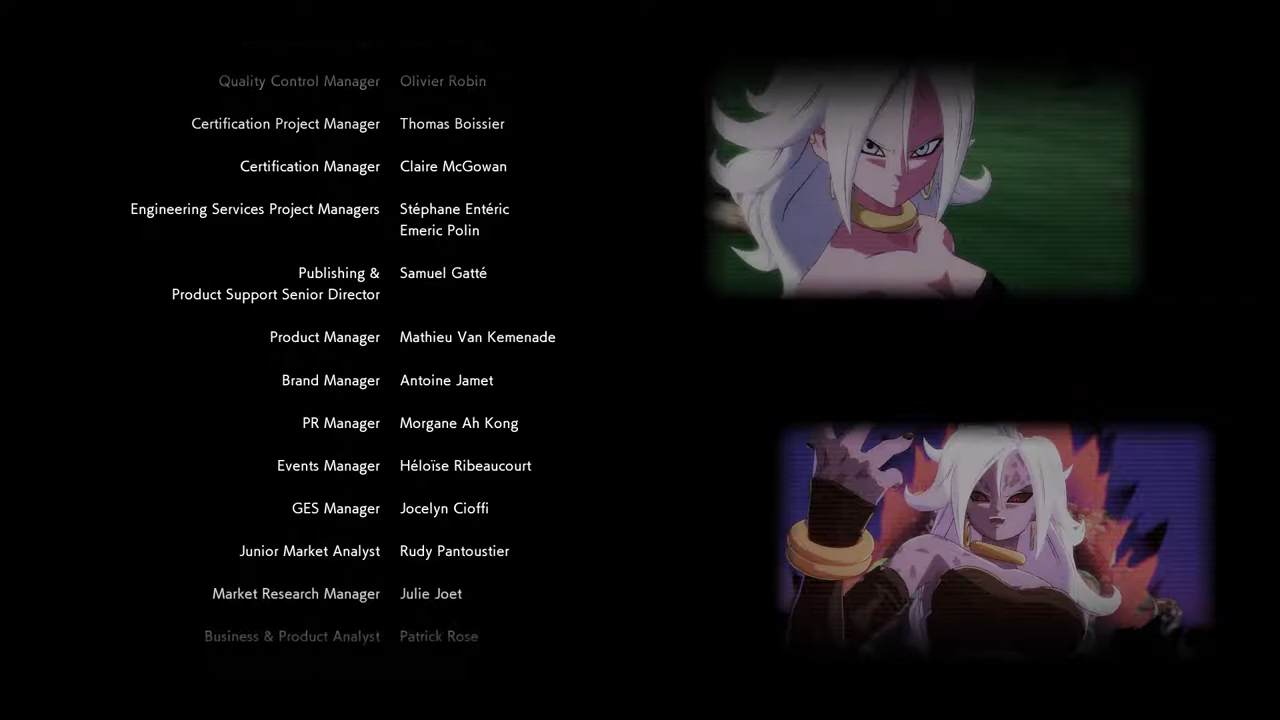 Quality Control Manager Olivier Robin
Certification Project Manager Thomas Boissier
Certification Manager Claire McGowan
Engineering Services Project Managers Stéphane Entéric
Emeric Polin
Publishing & Samuel Gatté
Product Support Senior Director
Product Manager Mathieu Van Kemenade
Brand Manager Antoine Jamet
PR Manager Morgane Ah Kong
Events Manager Héloïse Ribeaucourt
GES Manager Jocelyn Cioffi
Junior Market Analyst Rudy Pantoustier
Market Research Manager Julie Joet
Business & Product Analyst Patrick Rose